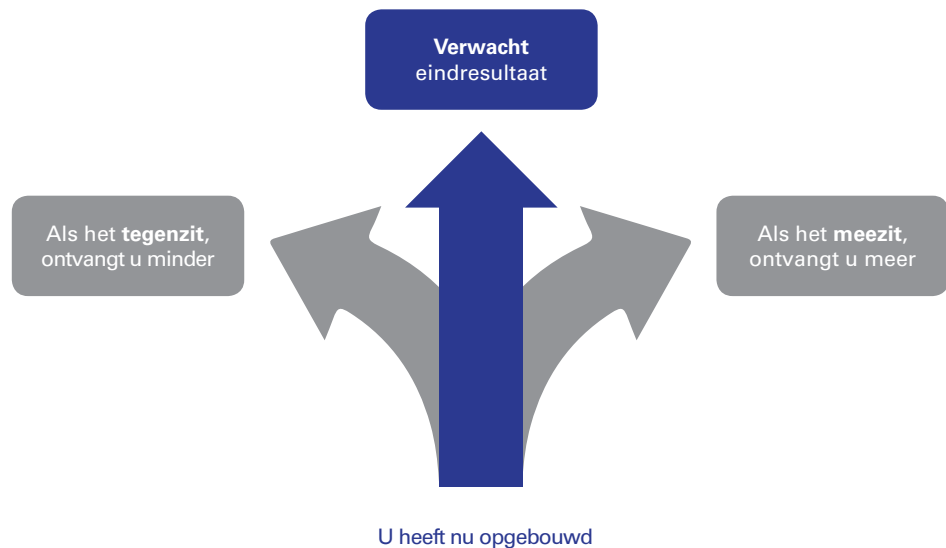 Verwacht
eindresultaat
Als het tegenzit,
ontvangt u minder
Als het meezit,
ontvangt u meer
U heeft nu opgebouwd